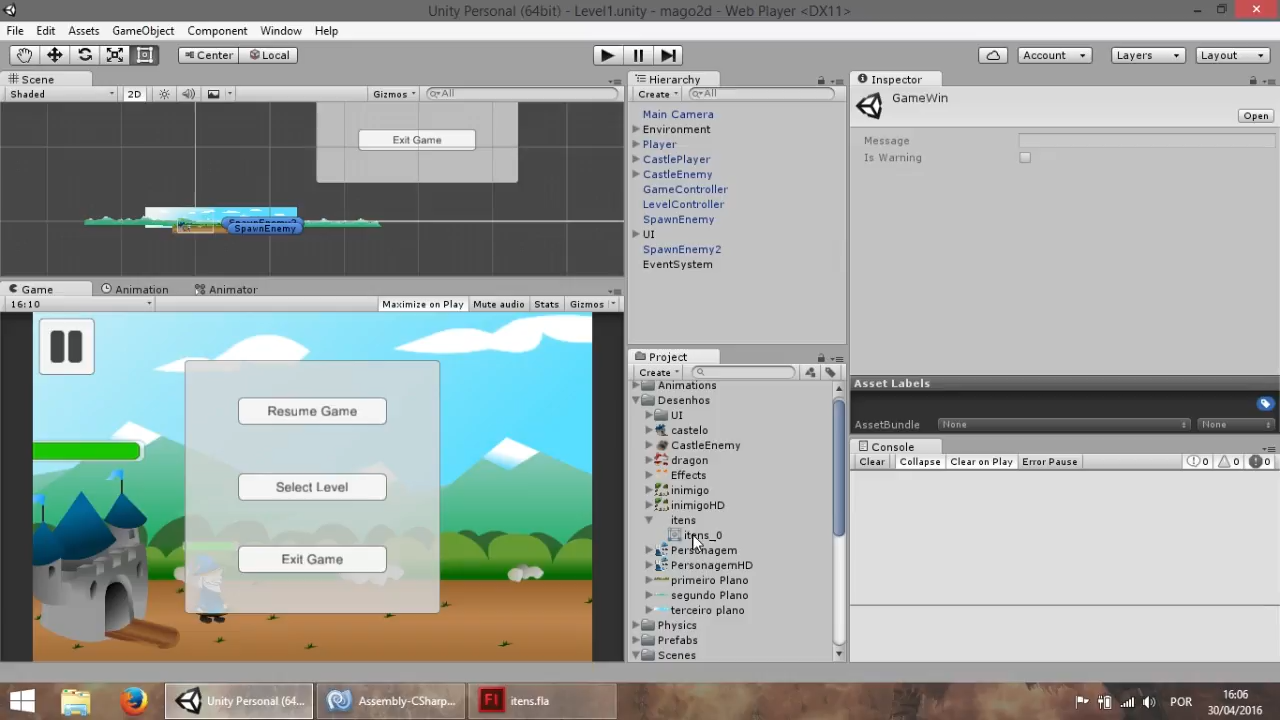 Unity Personal (64bit) - Level1.unity - mago2d - Web Player <DX11>
File Edit Assets GameObject Component Window Help
Center Local Account Layers Layout
Scene
Shaded 2D Gizmos All
Exit Game
SpawnEnemy2
SpawnEnemy
Game Animation Animator
16:10 Maximize on Play Mute audio Stats Gizmos
Resume Game
Select Level
Exit Game
Hierarchy
Create All
Main Camera
Environment
Player
CastlePlayer
CastleEnemy
GameController
LevelController
SpawnEnemy
UI
SpawnEnemy2
EventSystem
Project
Create
Animations
Desenhos
UI
castelo
CastleEnemy
dragon
Effects
inimigo
inimigoHD
itens
itens_0
Personagem
PersonagemHD
primeiro Plano
segundo Plano
terceiro plano
Physics
Prefabs
Scenes
Inspector
GameWin
Open
Message
Is Warning
Asset Labels
AssetBundle None None
Console
Clear Collapse Clear on Play Error Pause 0 0 0
Unity Personal (64... Assembly-CSharp... Fl itens.fla
POR 16:06
30/04/2016